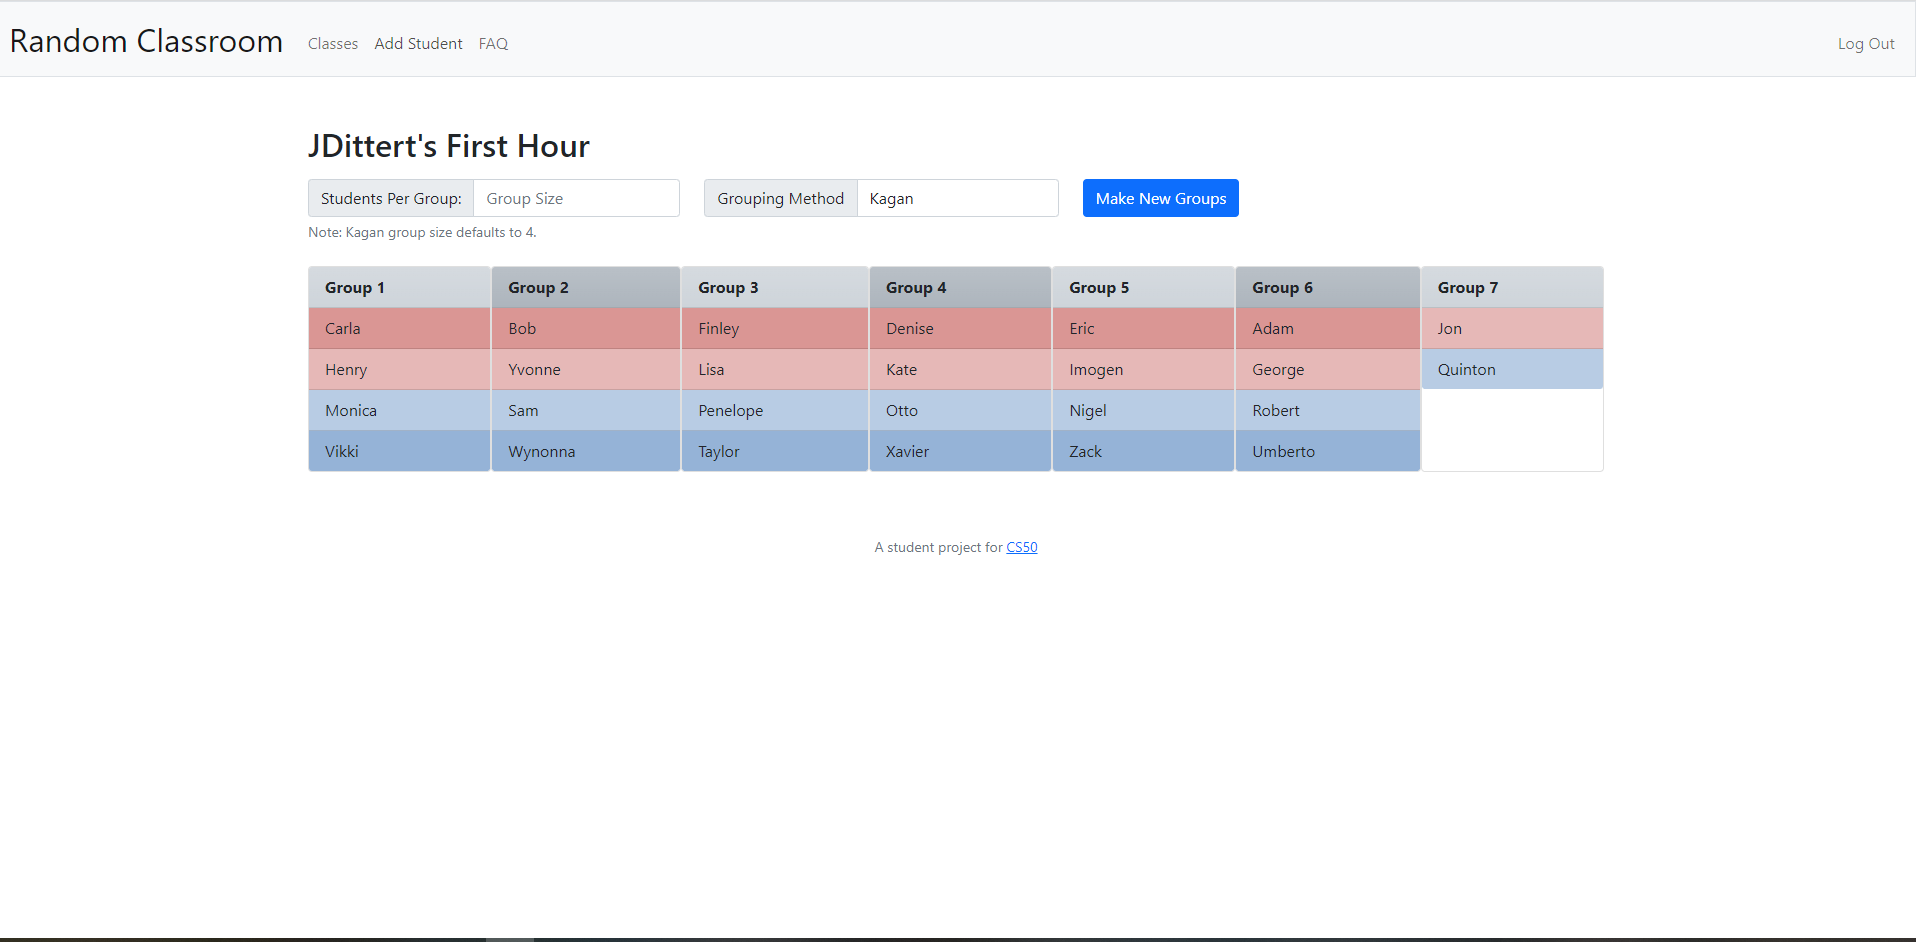 Random Classroom Classes Add Student FAQ Log Out
JDittert's First Hour
Students Per Group: Group Size Grouping Method Kagan Make New Groups
Note: Kagan group size defaults to 4.
Group 1 Group 2 Group 3 Group 4 Group 5 Group 6 Group 7
Carla Bob Finley Denise Eric Adam Jon
Henry Yvonne Lisa Kate Imogen George Quinton
Monica Sam Penelope Otto Nigel Robert
Vikki Wynonna Taylor Xavier Zack Umberto
A student project for CS50